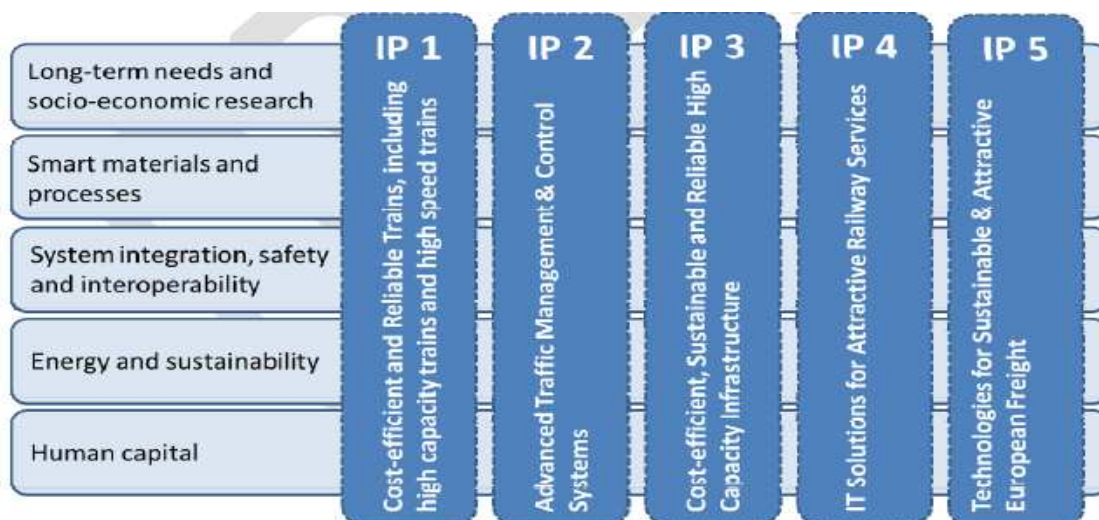 Long-term needs and
socio-economic research
Smart materials and
processes
System integration, safety
and interoperability
Energy and sustainability
Human capital
IP 1
Cost-efficient and Reliable Trains, including
high capacity trains and high speed trains
IP 2
Advanced Traffic Management & Control
Systems
IP 3
Cost-efficient, Sustainable and Reliable High
Capacity Infrastructure
IP 4
IT Solutions for Attractive Railway Services
IP 5
Technologies for Sustainable & Attractive
European Freight